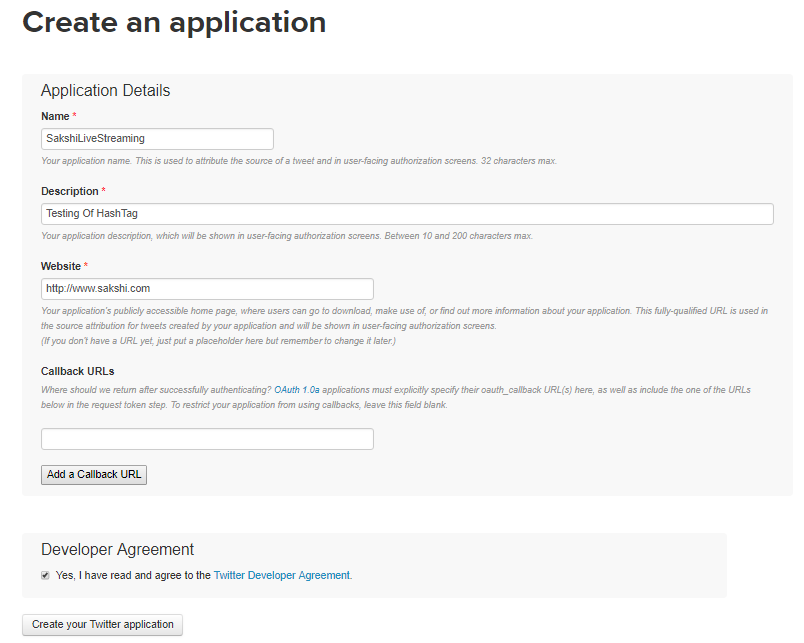 Create an application
Application Details
Name *
SakshiLiveStreaming
Your application name. This is used to attribute the source of a tweet and in user-facing authorization screens. 32 characters max.
Description *
Testing Of HashTag
Your application description, which will be shown in user-facing authorization screens. Between 10 and 200 characters max.
Website *
http://www.sakshi.com
Your application's publicly accessible home page, where users can go to download, make use of, or find out more information about your application. This fully-qualified URL is used in
the source attribution for tweets created by your application and will be shown in user-facing authorization screens.
(If you don't have a URL yet, just put a placeholder here but remember to change it later.)
Callback URLs
Where should we return after successfully authenticating? OAuth 1.0a applications must explicitly specify their oauth_callback URL(s) here, as well as include the one of the URLs
below in the request token step. To restrict your application from using callbacks, leave this field blank.
Add a Callback URL
Developer Agreement
Yes, I have read and agree to the Twitter Developer Agreement.
Create your Twitter application